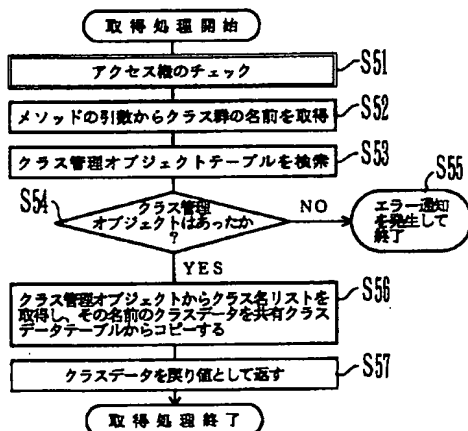 取得処理開始
アクセス権のチェック
S51
メソッドの引数からクラス群の名前を取得
S52
クラス管理オブジェクトテーブルを検索
S53
S54
クラス管理
オブジェクトはあったか
?
NO
S55
エラー通知
を発生して
終了
YES
クラス管理オブジェクトからクラス名リストを
取得し、その名前のクラスデータを共有クラス
データテーブルからコピーする
S56
クラスデータを戻り値として返す
S57
取得処理終了